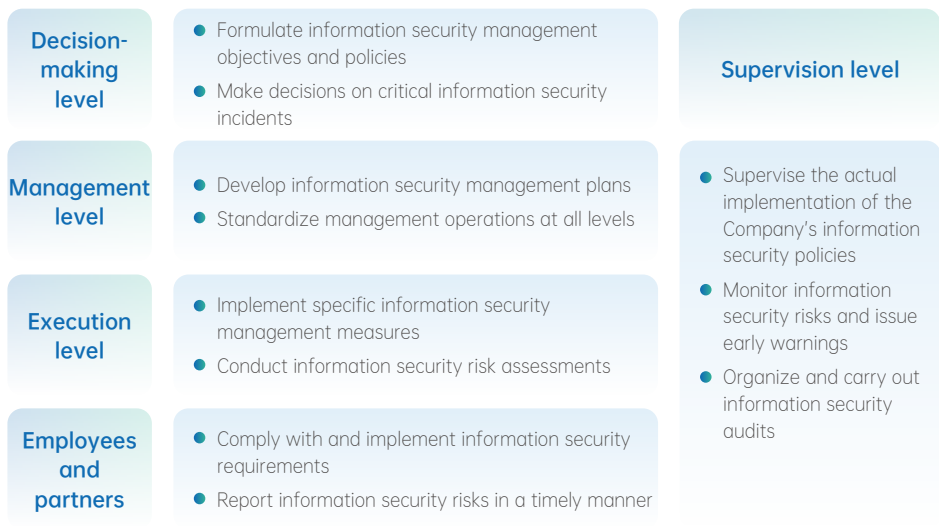 Decision-
making
level
Formulate information security management
objectives and policies
Make decisions on critical information security
incidents
Management
level
Develop information security management plans
Standardize management operations at all levels
Execution
level
Implement specific information security
management measures
Conduct information security risk assessments
Employees
and
partners
Comply with and implement information security
requirements
Report information security risks in a timely manner
Supervision level
Supervise the actual
implementation of the
Company's information
security policies
Monitor information
security risks and issue
early warnings
Organize and carry out
information security
audits